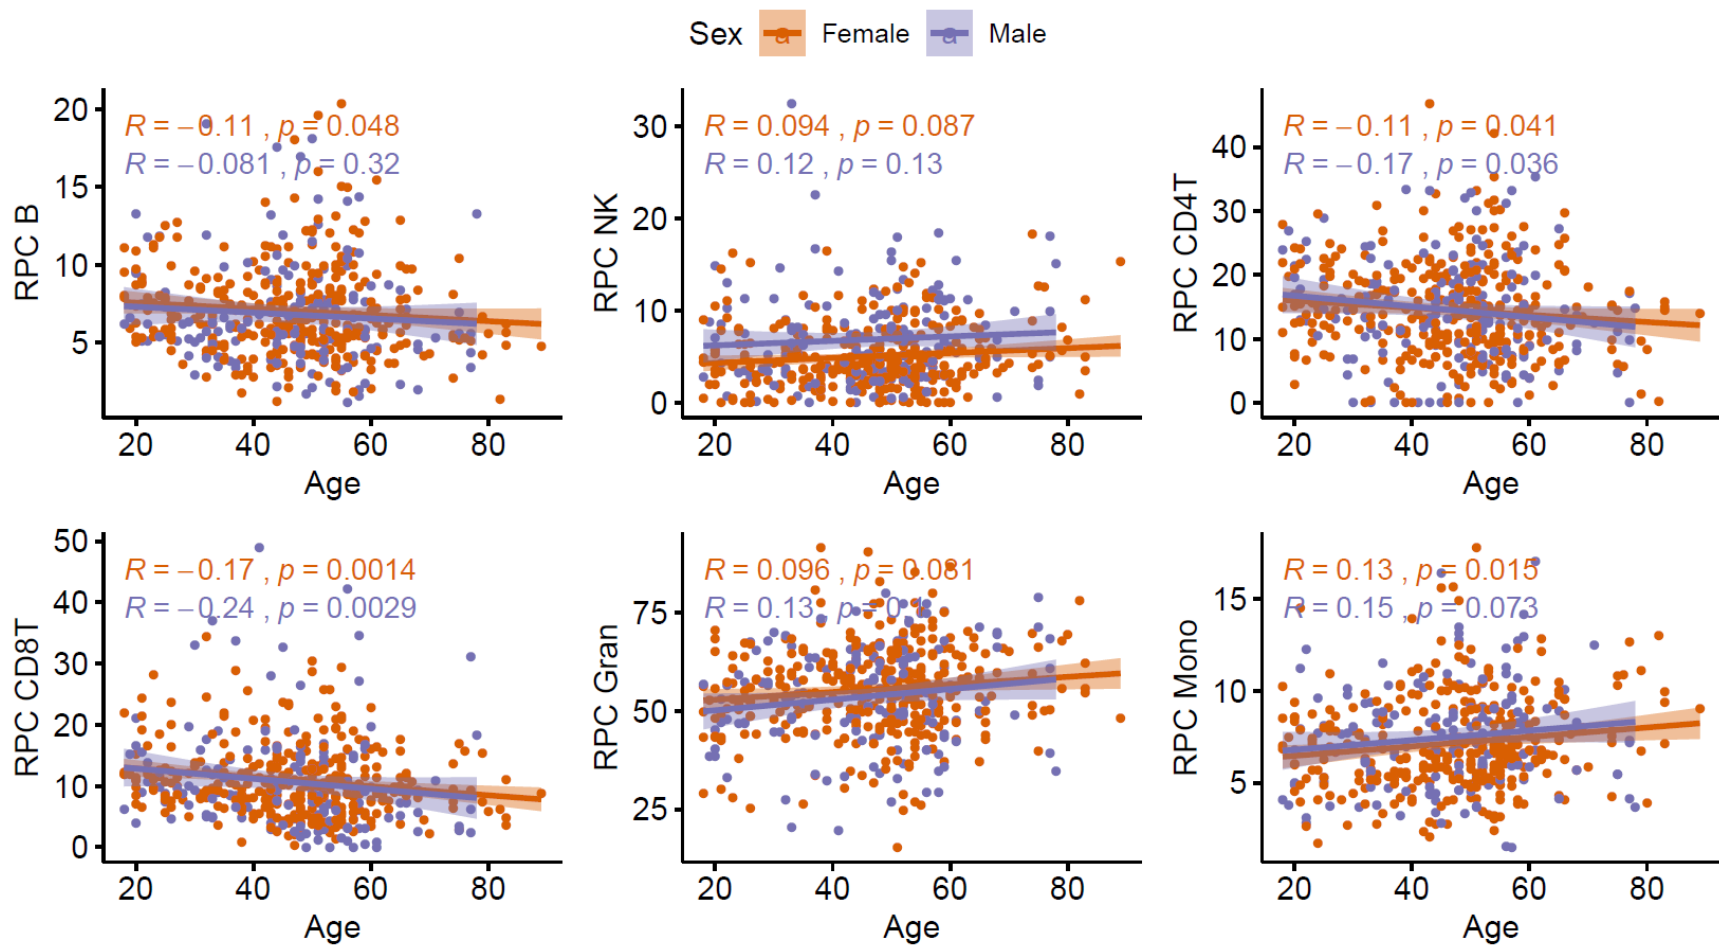 Sex a Female a Male
RPC B
20
15
10
5
R = −0.11 , p = 0.048
R = −0.081 , p = 0.32
20 40 60 80
Age
RPC NK
30
20
10
0
R = 0.094 , p = 0.087
R = 0.12 , p = 0.13
20 40 60 80
Age
RPC CD4T
40
30
20
10
0
R = −0.11 , p = 0.041
R = −0.17 , p = 0.036
20 40 60 80
Age
RPC CD8T
50
40
30
20
10
0
R = −0.17 , p = 0.0014
R = −0.24 , p = 0.0029
20 40 60 80
Age
RPC Gran
75
50
25
R = 0.096 , p = 0.081
R = 0.13 , p = 0.1
20 40 60 80
Age
RPC Mono
15
10
5
R = 0.13 , p = 0.015
R = 0.15 , p = 0.073
20 40 60 80
Age